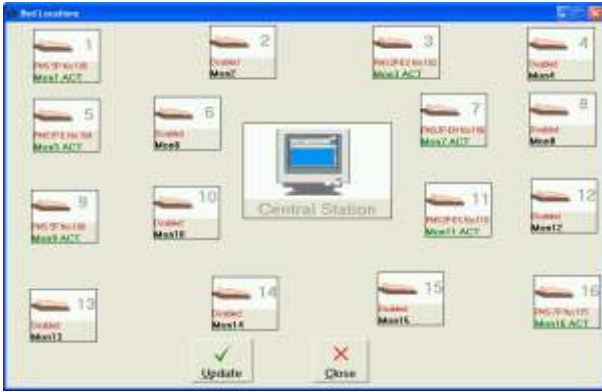 Bed Locations
1
Mon1 ACT
2
Disabled
Mon2
3
Mon3 ACT
4
Disabled
Mon4
5
Mon5 ACT
6
Disabled
Mon6
7
Mon7 ACT
8
Disabled
Mon8
Central Station
9
Mon9 ACT
10
Disabled
Mon10
11
Mon11 ACT
12
Disabled
Mon12
13
Disabled
Mon13
14
Disabled
Mon14
15
Disabled
Mon15
16
Mon16 ACT
Update
Close